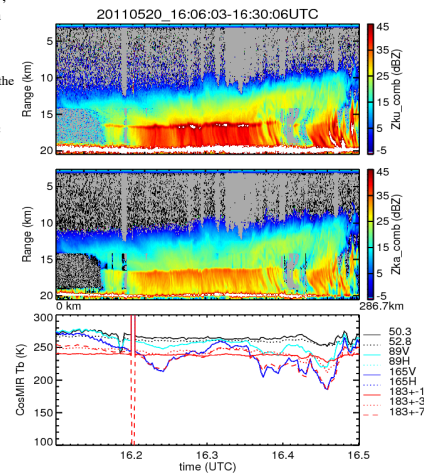 20110520_16:06:03-16:30:06UTC
the
Range (km)
5
10
15
20
45
35
25
15
5
-5
Zku_comb (dBZ)
Range (km)
5
10
15
20
45
35
25
15
5
-5
Zka_comb (dBZ)
0 km
286.7km
CosMIR Tb (K)
300
250
200
150
100
16.2
16.3
16.4
16.5
time (UTC)
50.3
52.8
89V
89H
165V
165H
183+-1
183+-3
183+-7